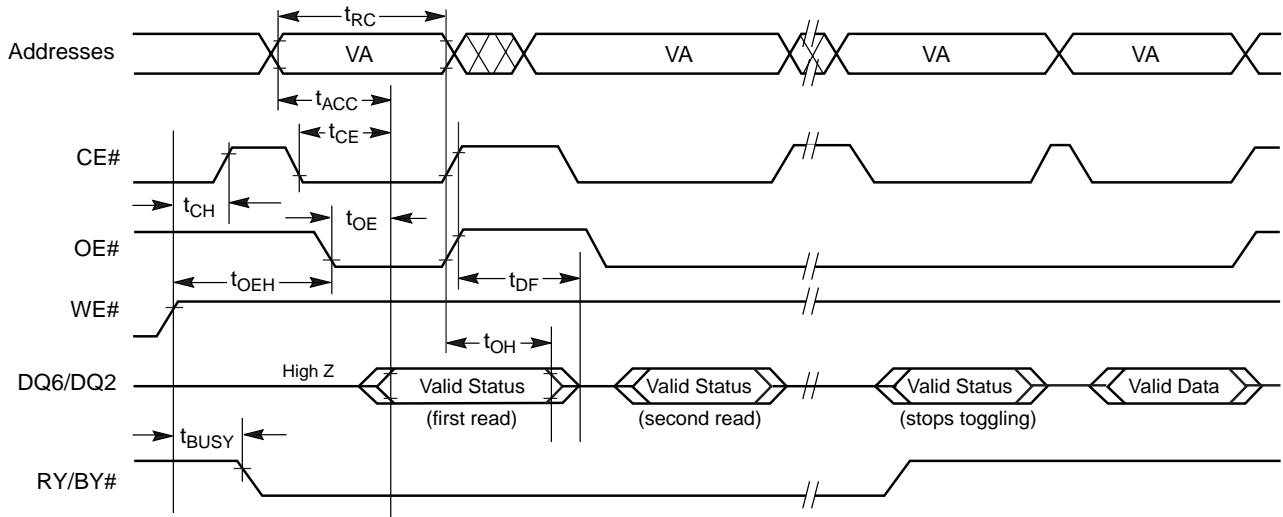 tRC
Addresses VA VA VA VA
tACC
tCE
CE#
tCH tOE
OE#
tOEH tDF
WE#
tOH
High Z
DQ6/DQ2 Valid Status Valid Status Valid Status Valid Data
(first read) (second read) (stops toggling)
tBUSY
RY/BY#